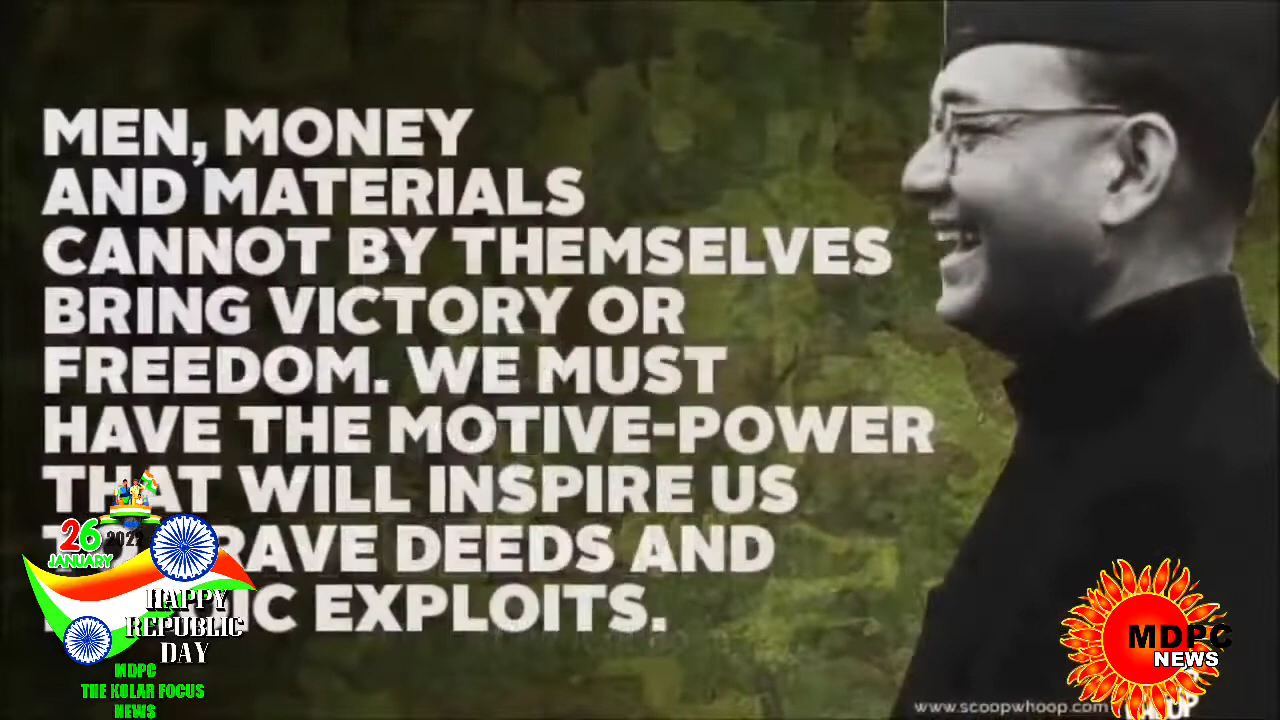 MEN, MONEY
AND MATERIALS
CANNOT BY THEMSELVES
BRING VICTORY OR
FREEDOM. WE MUST
HAVE THE MOTIVE-POWER
THAT WILL INSPIRE US
DEEDS AND
EXPLOITS.
26
2022
JANUARY
HAPPY
REPUBLIC
DAY
MDPC
THE KOLAR FOCUS
NEWS
MDPC
NEWS
www.scoopwhoop.com